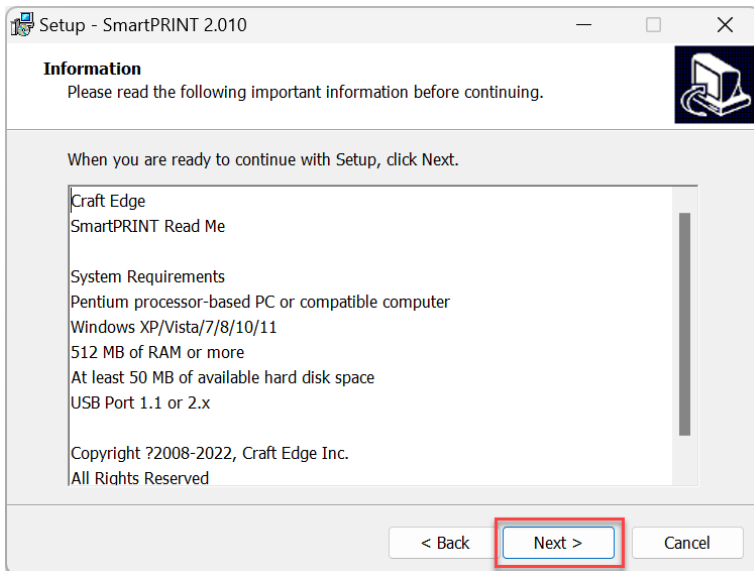 Setup - SmartPRINT 2.010
Information
Please read the following important information before continuing.
When you are ready to continue with Setup, click Next.
Craft Edge
SmartPRINT Read Me
System Requirements
Pentium processor-based PC or compatible computer
Windows XP/Vista/7/8/10/11
512 MB of RAM or more
At least 50 MB of available hard disk space
USB Port 1.1 or 2.x
Copyright ?2008-2022, Craft Edge Inc.
All Rights Reserved
< Back Next > Cancel